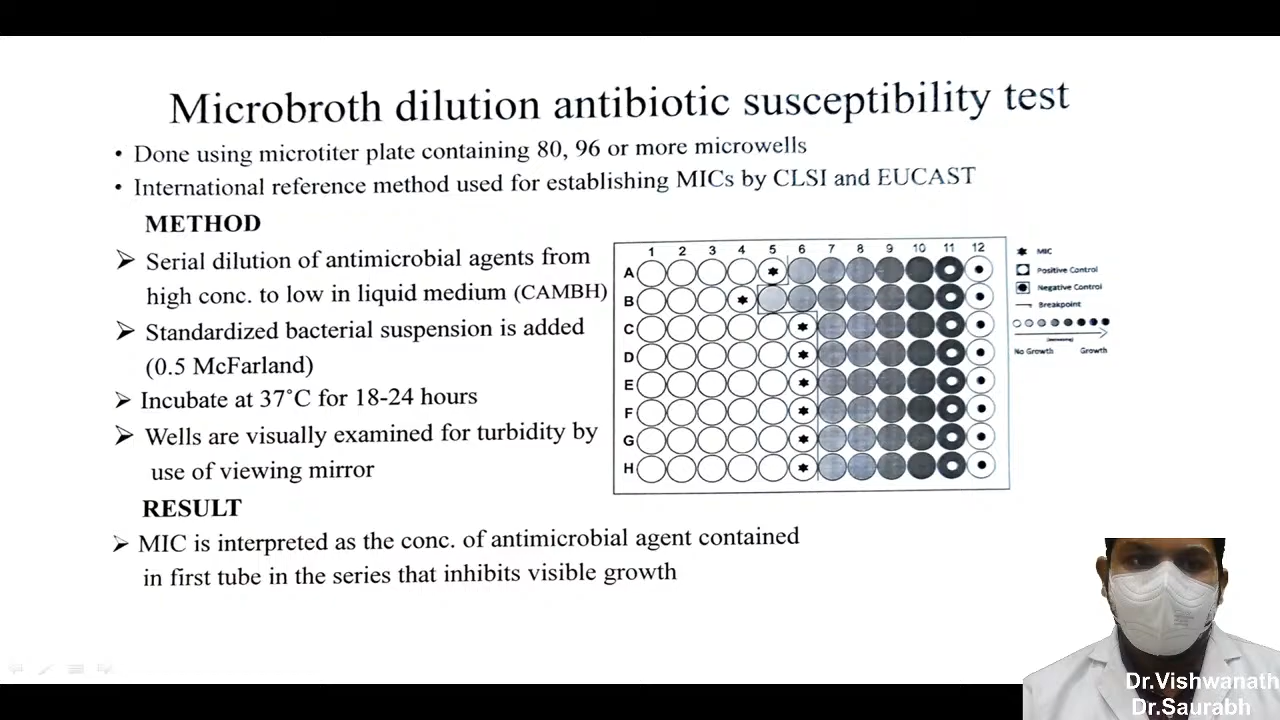 Microbroth dilution antibiotic susceptibility test
• Done using microtiter plate containing 80, 96 or more microwells
• International reference method used for establishing MICs by CLSI and EUCAST
METHOD
➢ Serial dilution of antimicrobial agents from
high conc. to low in liquid medium (CAMBH)
➢ Standardized bacterial suspension is added
(0.5 McFarland)
➢ Incubate at 37°C for 18-24 hours
➢ Wells are visually examined for turbidity by
use of viewing mirror
RESULT
➢ MIC is interpreted as the conc. of antimicrobial agent contained
in first tube in the series that inhibits visible growth
1 2 3 4 5 6 7 8 9 10 11 12
A
B
C
D
E
F
G
H
MIC
Positive Control
Negative Control
Breakpoint
No Growth Growth
Dr.Vishwanath
Dr.Saurabh